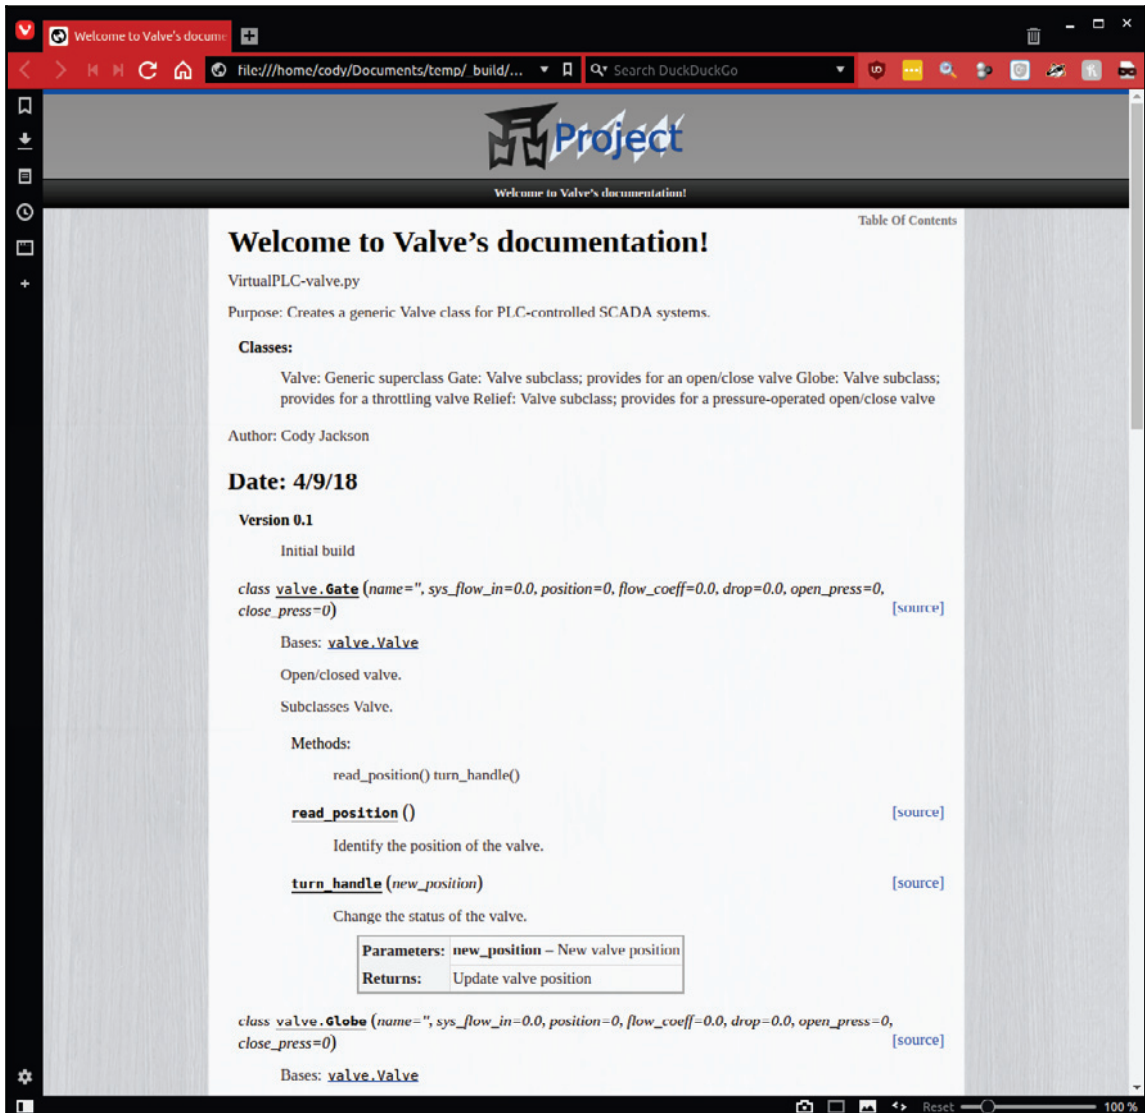 Welcome to Valve's docume
file:///home/cody/Documents/temp/_build/...
Search DuckDuckGo
Project
Welcome to Valve's documentation!
Table Of Contents
Welcome to Valve's documentation!
VirtualPLC-valve.py
Purpose: Creates a generic Valve class for PLC-controlled SCADA systems.
Classes:
Valve: Generic superclass Gate: Valve subclass; provides for an open/close valve Globe: Valve subclass;
provides for a throttling valve Relief: Valve subclass; provides for a pressure-operated open/close valve
Author: Cody Jackson
Date: 4/9/18
Version 0.1
Initial build
class valve.Gate (name='', sys_flow_in=0.0, position=0, flow_coeff=0.0, drop=0.0, open_press=0,
close_press=0) [source]
Bases: valve.Valve
Open/closed valve.
Subclasses Valve.
Methods:
read_position() turn_handle()
read_position () [source]
Identify the position of the valve.
turn_handle (new_position) [source]
Change the status of the valve.
Parameters: new_position – New valve position
Returns: Update valve position
class valve.Globe (name='', sys_flow_in=0.0, position=0, flow_coeff=0.0, drop=0.0, open_press=0,
close_press=0) [source]
Bases: valve.Valve
Reset 100 %